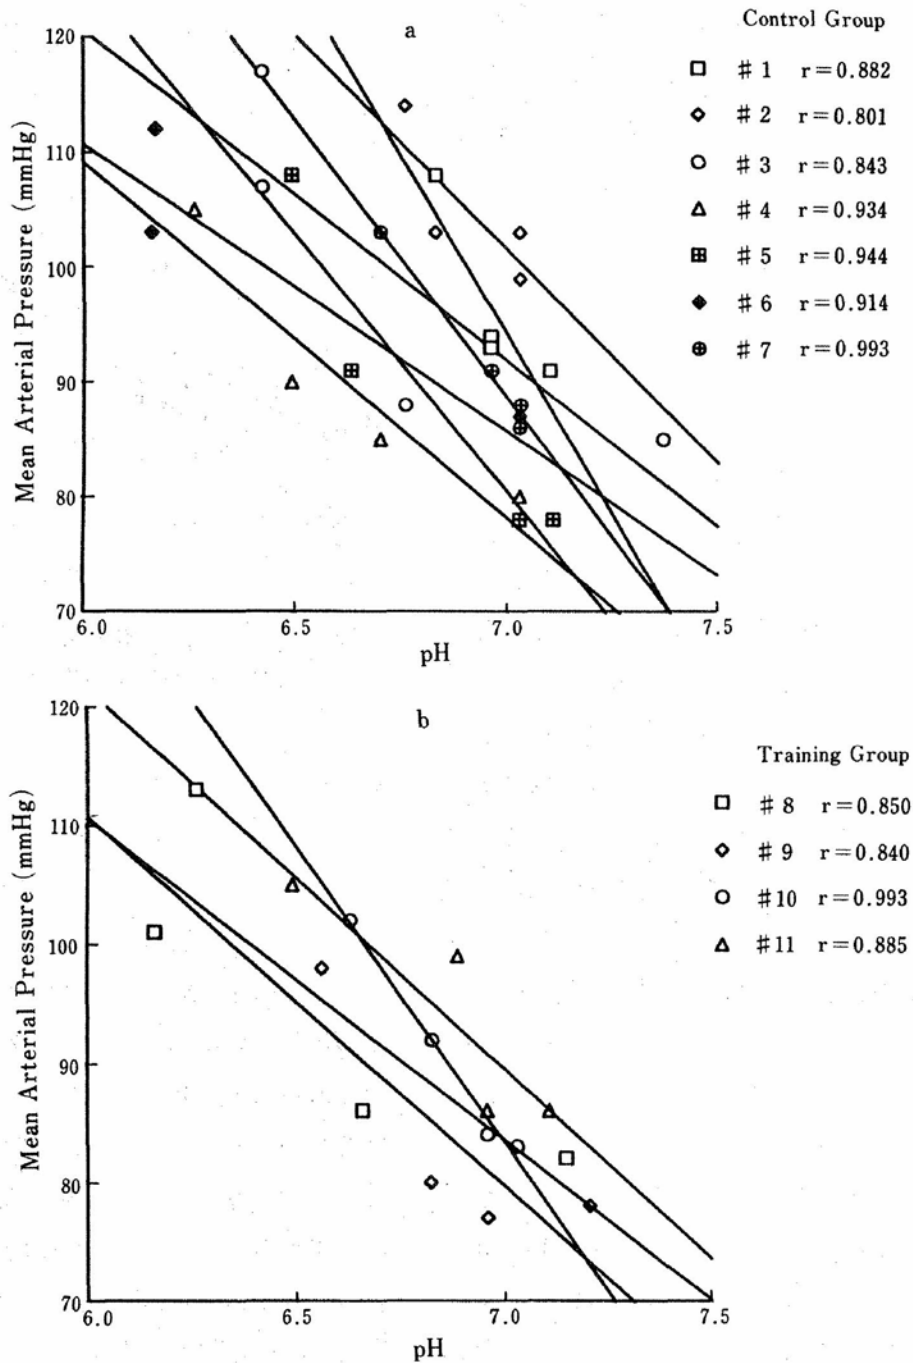 a
Control Group
# 1 r=0.882
# 2 r=0.801
# 3 r=0.843
# 4 r=0.934
# 5 r=0.944
# 6 r=0.914
# 7 r=0.993
Mean Arterial Pressure (mmHg)
120
110
100
90
80
70
6.0 6.5 7.0 7.5
pH
b
Training Group
# 8 r=0.850
# 9 r=0.840
#10 r=0.993
#11 r=0.885
Mean Arterial Pressure (mmHg)
120
110
100
90
80
70
6.0 6.5 7.0 7.5
pH